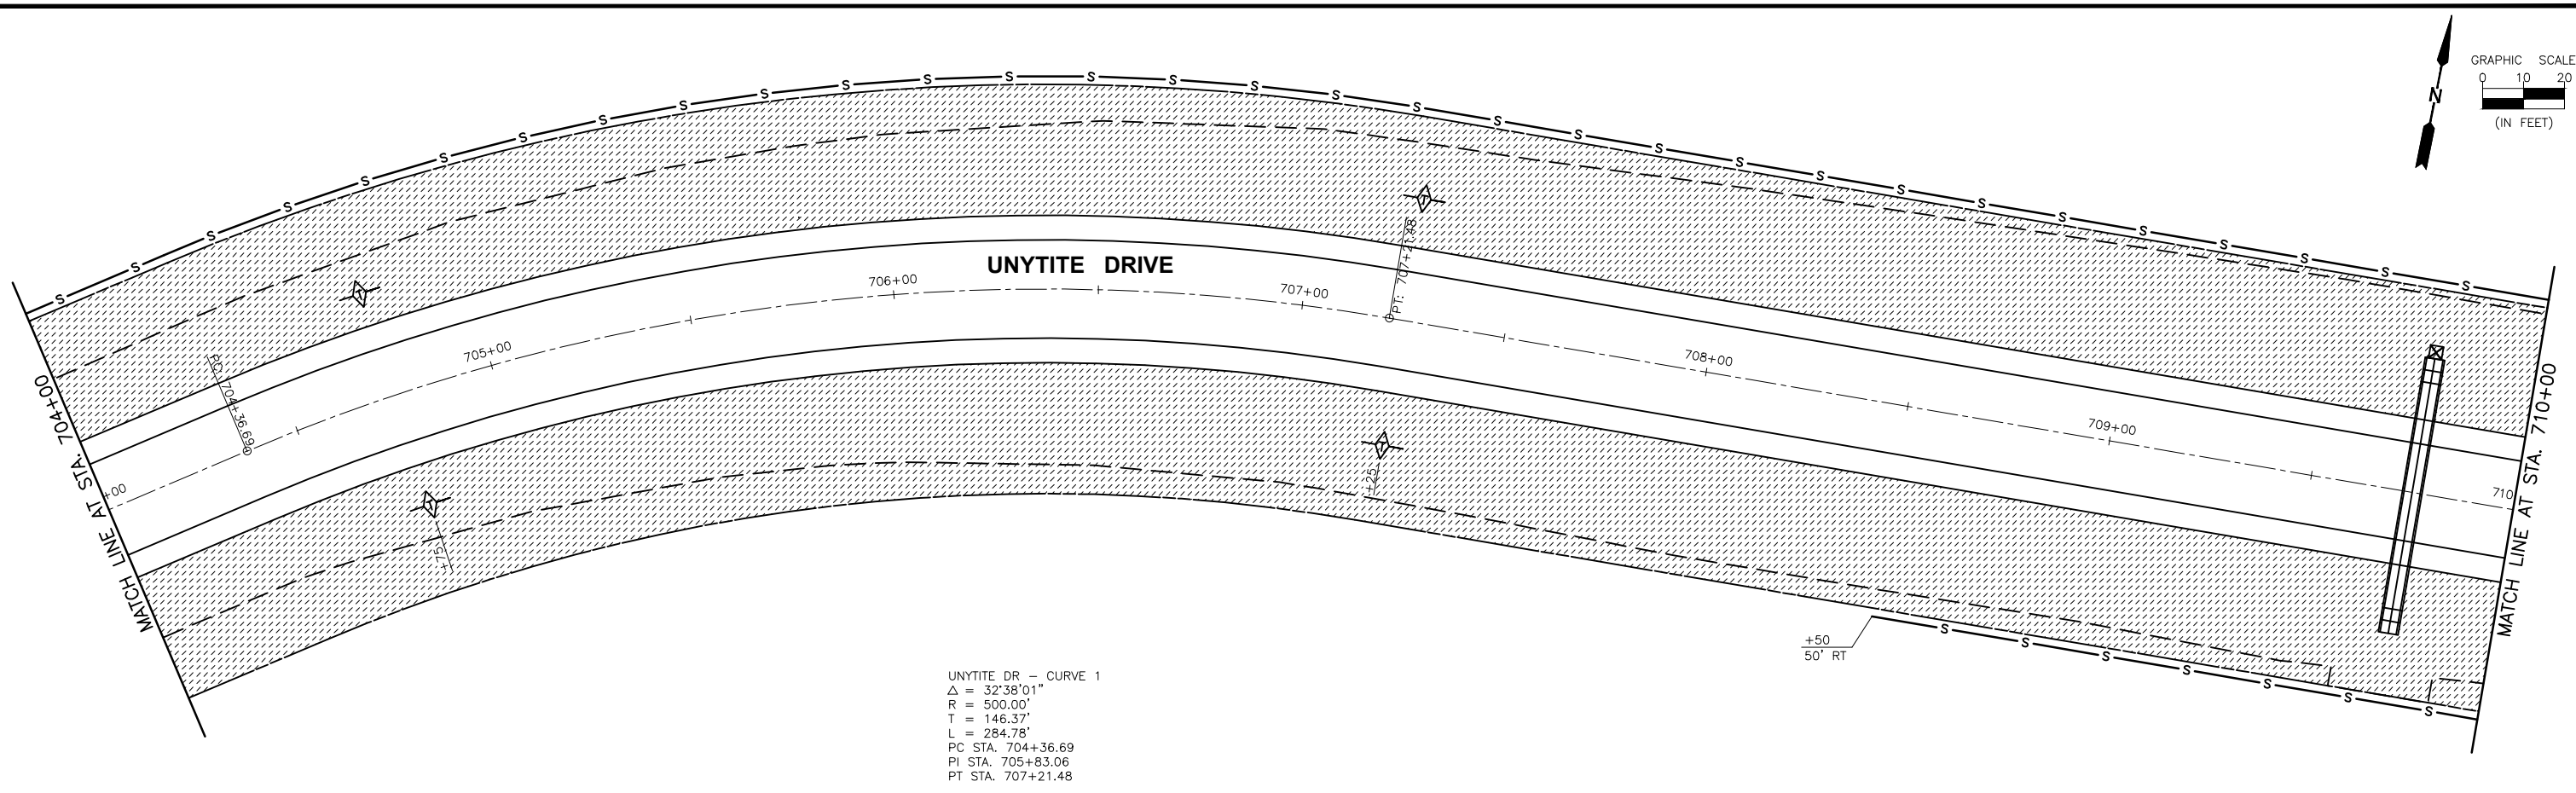 GRAPHIC SCALE
0 10 20
(IN FEET)
N
S S S S S S S S S S S S S S S S S S S S S S S S S S S S S S S
T
T
UNYTITE DRIVE
PC: 704+36.69
705+00
706+00
707+00
PT: 707+21.48
708+00
709+00
710
+00
MATCH LINE AT STA. 704+00
MATCH LINE AT STA. 710+00
T
+75
T
+25
+50
50' RT
S S S S S S S
UNYTITE DR – CURVE 1
△ = 32°38'01"
R = 500.00'
T = 146.37'
L = 284.78'
PC STA. 704+36.69
PI STA. 705+83.06
PT STA. 707+21.48